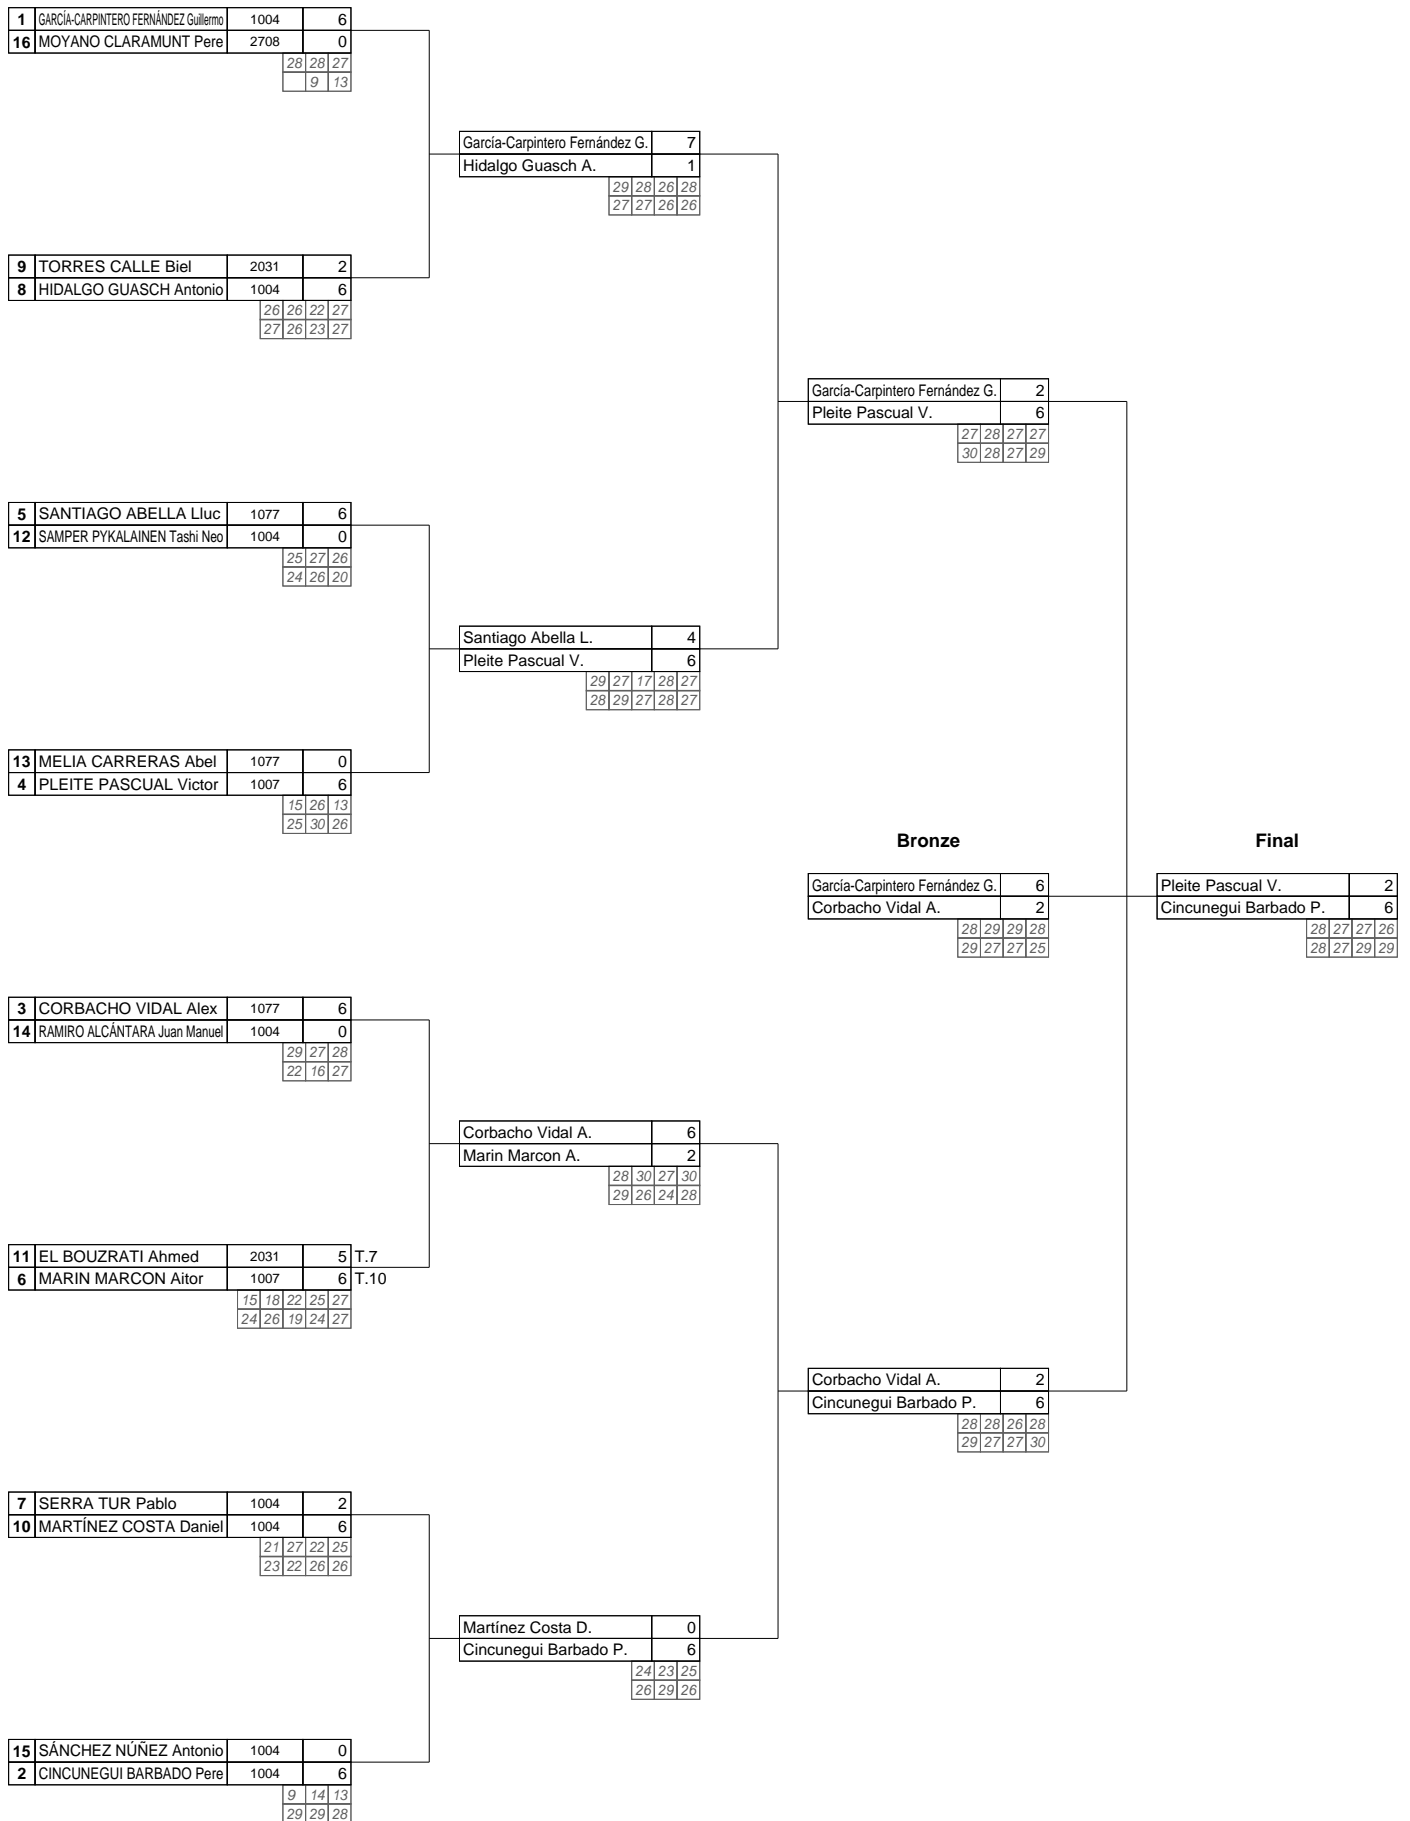 1 GARCÍA-CARPINTERO FERNÁNDEZ Guillermo 1004 6
16 MOYANO CLARAMUNT Pere 2708 0
28 28 27
9 13
García-Carpintero Fernández G. 7
Hidalgo Guasch A. 1
29 28 26 28
27 27 26 26
9 TORRES CALLE Biel 2031 2
8 HIDALGO GUASCH Antonio 1004 6
26 26 22 27
27 26 23 27
García-Carpintero Fernández G. 2
Pleite Pascual V. 6
27 28 27 27
30 28 27 29
5 SANTIAGO ABELLA Lluc 1077 6
12 SAMPER PYKALAINEN Tashi Neo 1004 0
25 27 26
24 26 20
Santiago Abella L. 4
Pleite Pascual V. 6
29 27 17 28 27
28 29 27 28 27
13 MELIA CARRERAS Abel 1077 0
4 PLEITE PASCUAL Victor 1007 6
15 26 13
25 30 26
Bronze Final
García-Carpintero Fernández G. 6 Pleite Pascual V. 2
Corbacho Vidal A. 2 Cincunegui Barbado P. 6
28 29 29 28 28 27 27 26
29 27 27 25 28 27 29 29
3 CORBACHO VIDAL Alex 1077 6
14 RAMIRO ALCÁNTARA Juan Manuel 1004 0
29 27 28
22 16 27
Corbacho Vidal A. 6
Marin Marcon A. 2
28 30 27 30
29 26 24 28
11 EL BOUZRATI Ahmed 2031 5 T.7
6 MARIN MARCON Aitor 1007 6 T.10
15 18 22 25 27
24 26 19 24 27
Corbacho Vidal A. 2
Cincunegui Barbado P. 6
28 28 26 28
29 27 27 30
7 SERRA TUR Pablo 1004 2
10 MARTÍNEZ COSTA Daniel 1004 6
21 27 22 25
23 22 26 26
Martínez Costa D. 0
Cincunegui Barbado P. 6
24 23 25
26 29 26
15 SÁNCHEZ NÚÑEZ Antonio 1004 0
2 CINCUNEGUI BARBADO Pere 1004 6
9 14 13
29 29 28